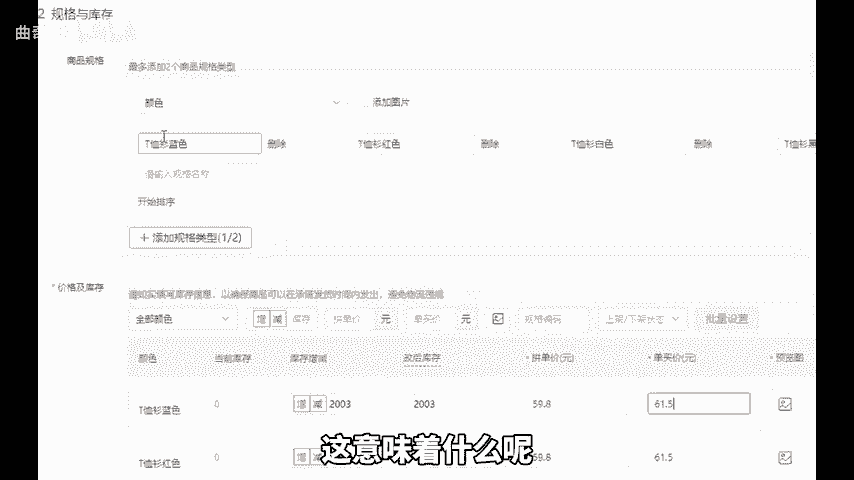 2 规格与库存
曲
商品规格
最多添加2个商品规格类型
颜色
添加图片
T恤衫蓝色 删除 T恤衫红色 删除 T恤衫白色 删除 T恤衫黑
请输入规格名称
开始排序
+ 添加规格类型(1/2)
* 价格及库存
全部颜色 增 减 库存 拼单价 元 单买价 元 规格编码 上架/下架状态 批量设置
颜色 当前库存 库存增减 改后库存 * 拼单价(元) * 单买价(元) * 预览图
T恤衫蓝色 0 增 减 2003 2003 59.8 61.5
T恤衫红色 0 增 59.8 61.5
这意味着什么呢